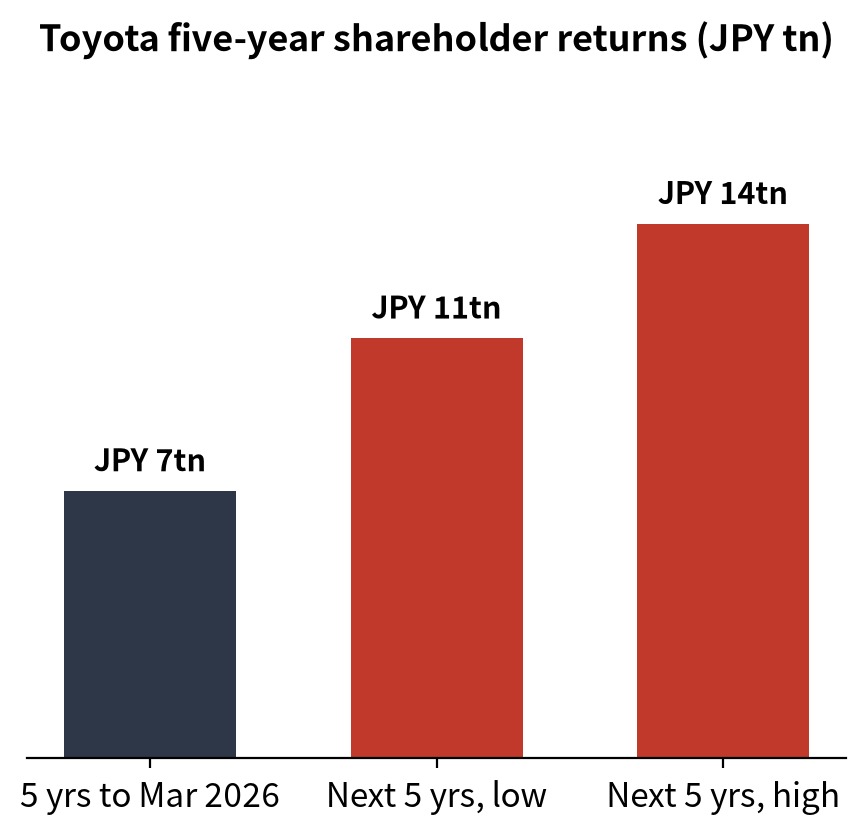 Toyota five-year shareholder returns (JPY tn)
JPY 7tn
JPY 11tn
JPY 14tn
5 yrs to Mar 2026
Next 5 yrs, low
Next 5 yrs, high